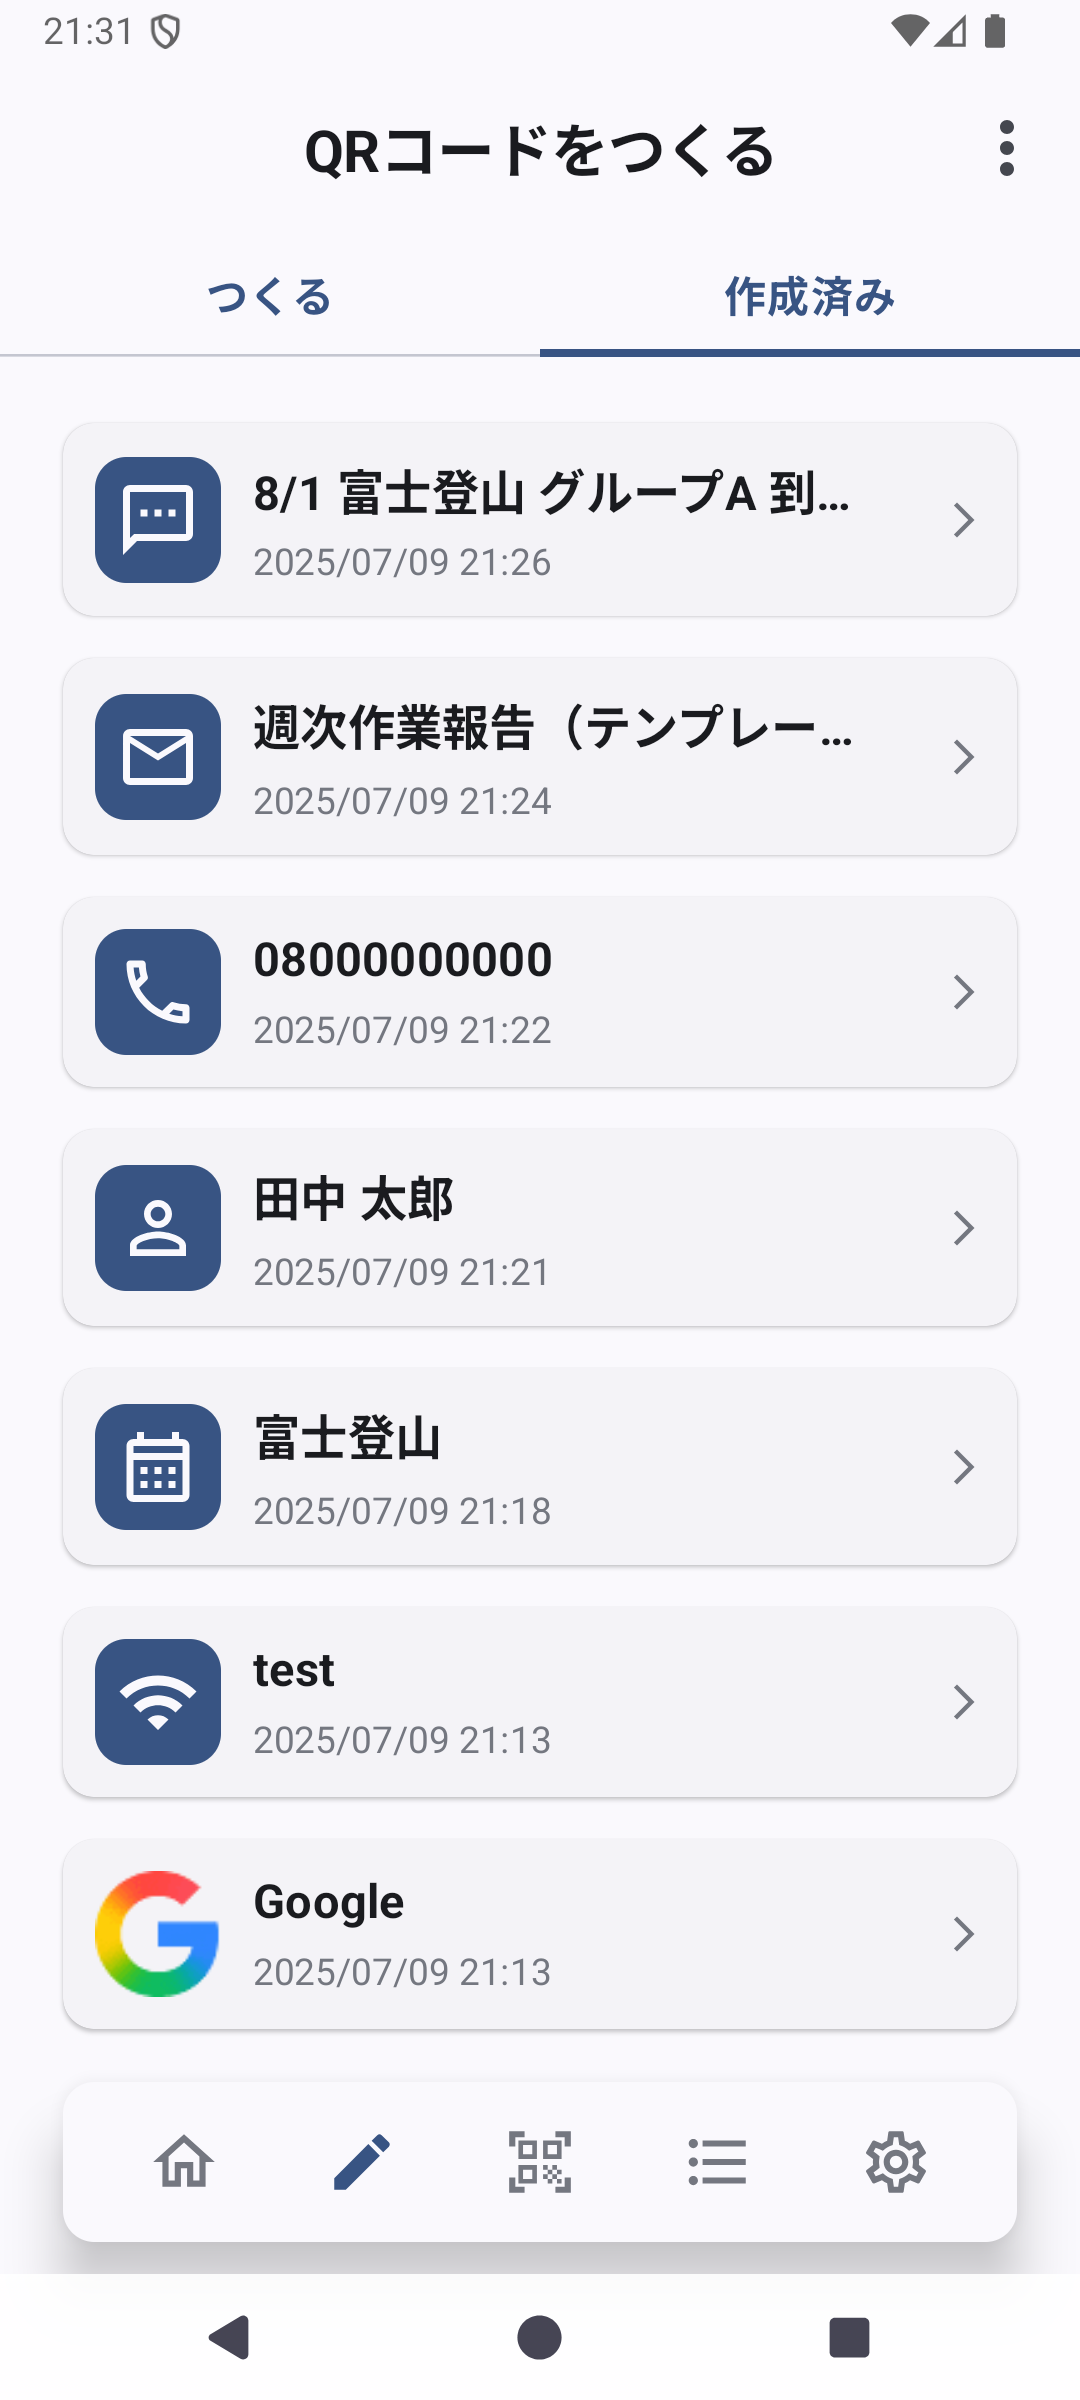 21:31
QRコードをつくる
つくる
作成済み
8/1 富士登山 グループA 到...
2025/07/09 21:26
週次作業報告（テンプレー...
2025/07/09 21:24
08000000000
2025/07/09 21:22
田中 太郎
2025/07/09 21:21
富士登山
2025/07/09 21:18
test
2025/07/09 21:13
Google
2025/07/09 21:13